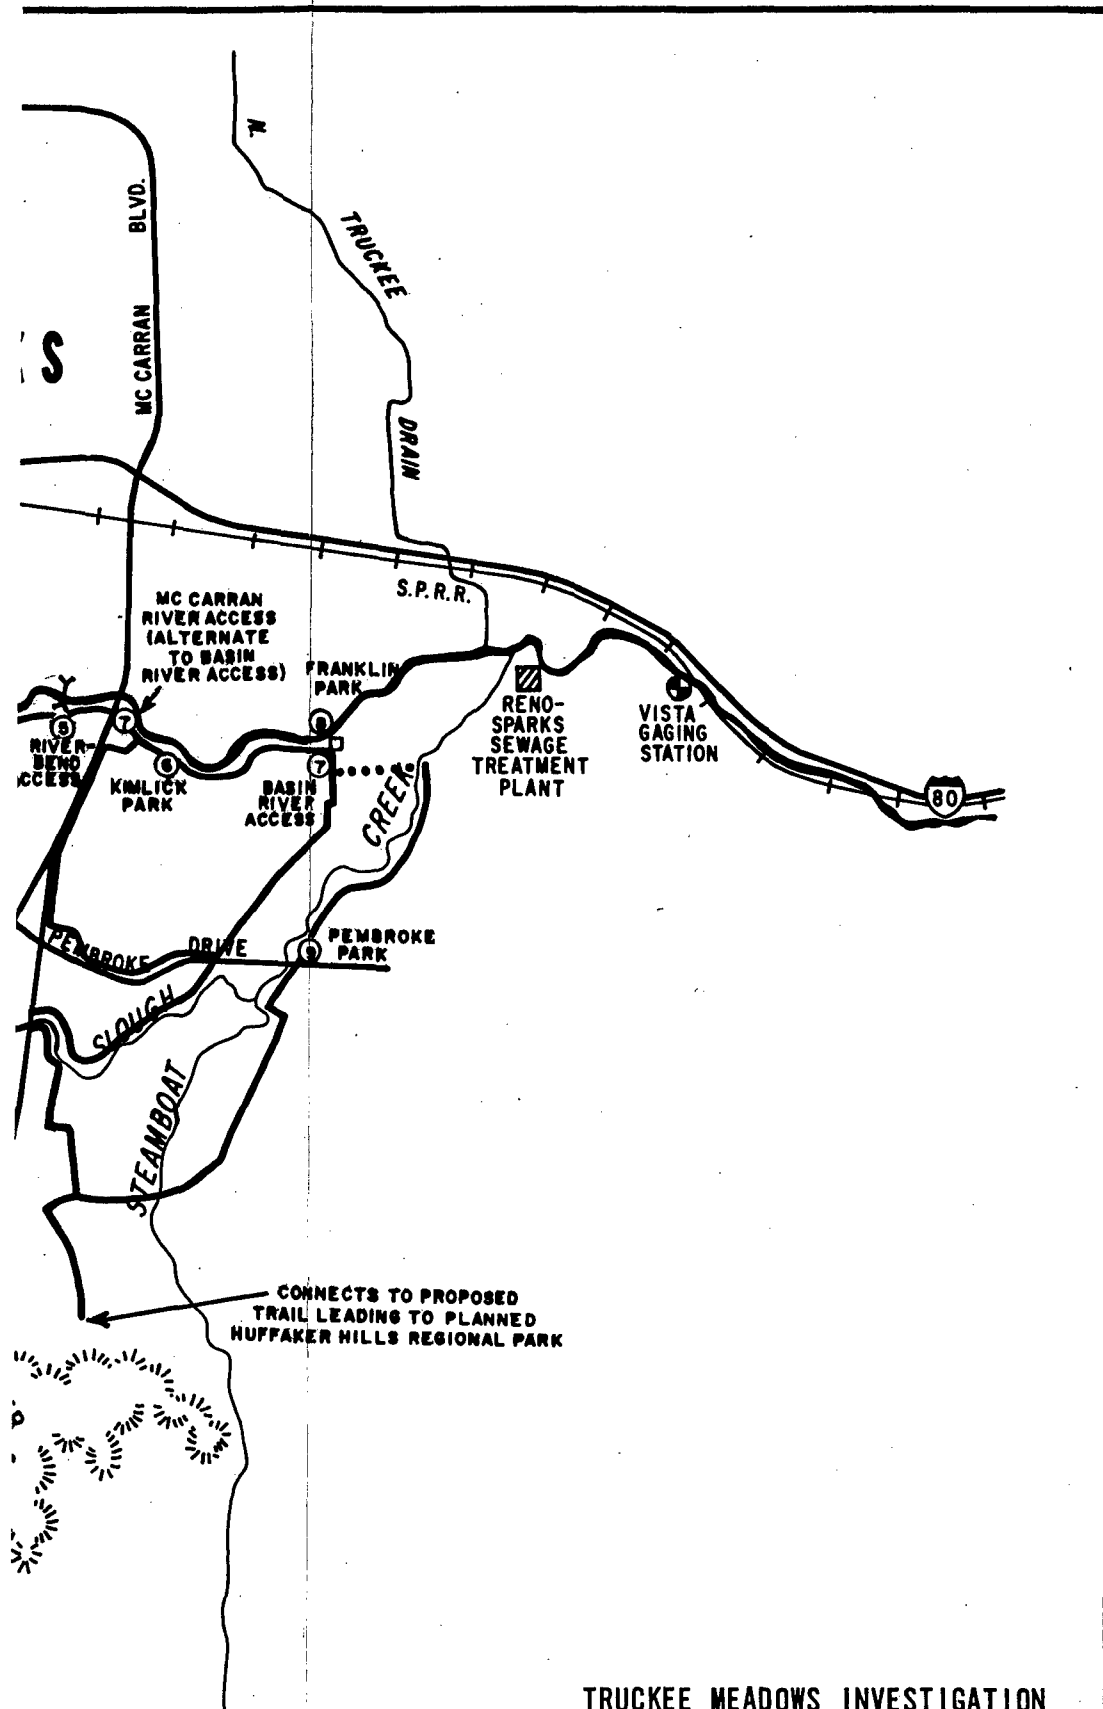 N.
TRUCKEE
DRAIN
BLVD.
MC CARRAN
S
S.P.R.R.
MC CARRAN
RIVER ACCESS
(ALTERNATE
TO BASIN
RIVER ACCESS)
FRANKLIN
PARK
8
5
7
RIVER-
BEND
ACCESS
6
KIMLICK
PARK
7
BASIN
RIVER
ACCESS
RENO-
SPARKS
SEWAGE
TREATMENT
PLANT
VISTA
GAGING
STATION
80
CREEK
PEMBROKE DRIVE
9
PEMBROKE
PARK
SLOUGH
STEAMBOAT
CONNECTS TO PROPOSED
TRAIL LEADING TO PLANNED
HUFFAKER HILLS REGIONAL PARK
TRUCKEE MEADOWS INVESTIGATION